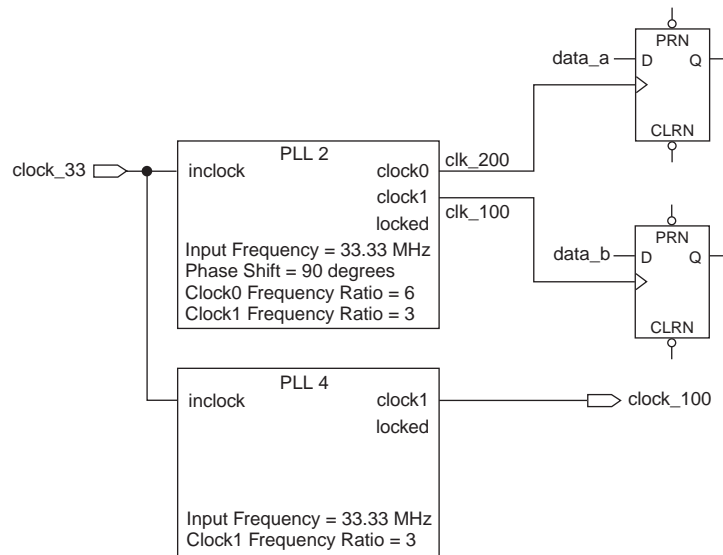 PRN
data_a
D
Q
CLRN
clock_33
PLL 2
inclock
clock0
clk_200
clock1
clk_100
locked
Input Frequency = 33.33 MHz
Phase Shift = 90 degrees
Clock0 Frequency Ratio = 6
Clock1 Frequency Ratio = 3
PRN
data_b
D
Q
CLRN
PLL 4
inclock
clock1
clock_100
locked
Input Frequency = 33.33 MHz
Clock1 Frequency Ratio = 3